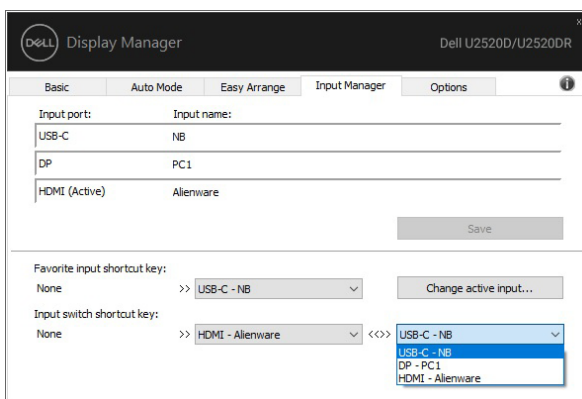 x
DELL Display Manager Dell U2520D/U2520DR
Basic Auto Mode Easy Arrange Input Manager Options i
Input port: Input name:
USB-C NB
DP PC1
HDMI (Active) Alienware
Save
Favorite input shortcut key:
None >> USB-C - NB Change active input...
Input switch shortcut key:
None >> HDMI - Alienware <<>> USB-C - NB
USB-C - NB
DP - PC1
HDMI - Alienware